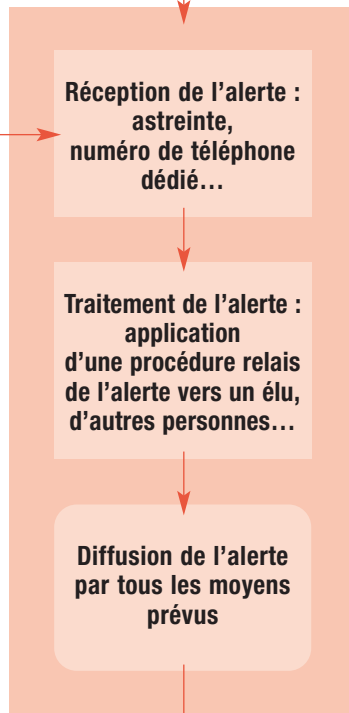 Réception de l’alerte :
astreinte,
numéro de téléphone
dédié…
Traitement de l’alerte :
application
d’une procédure relais
de l’alerte vers un élu,
d’autres personnes…
Diffusion de l’alerte
par tous les moyens
prévus